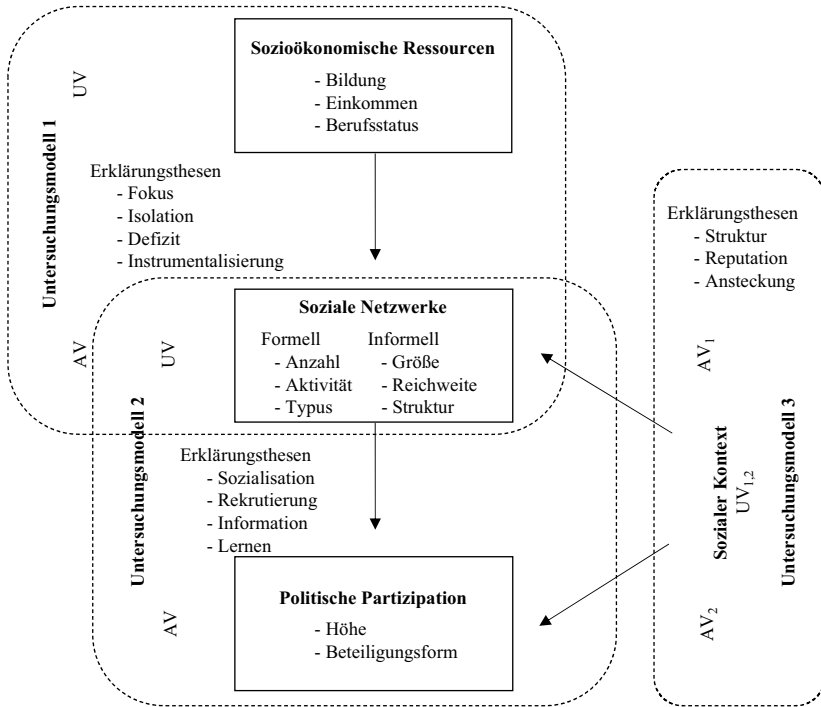 Sozioökonomische Ressourcen
- Bildung
- Einkommen
- Berufsstatus
UV
Untersuchungsmodell 1
Erklärungsthesen
- Fokus
- Isolation
- Defizit
- Instrumentalisierung
AV
Soziale Netzwerke
Formell
- Anzahl
- Aktivität
- Typus
Informell
- Größe
- Reichweite
- Struktur
UV
Untersuchungsmodell 2
Erklärungsthesen
- Sozialisation
- Rekrutierung
- Information
- Lernen
AV
Politische Partizipation
- Höhe
- Beteiligungsform
Erklärungsthesen
- Struktur
- Reputation
- Ansteckung
AV₁
Sozialer Kontext
UV₁,₂
Untersuchungsmodell 3
AV₂